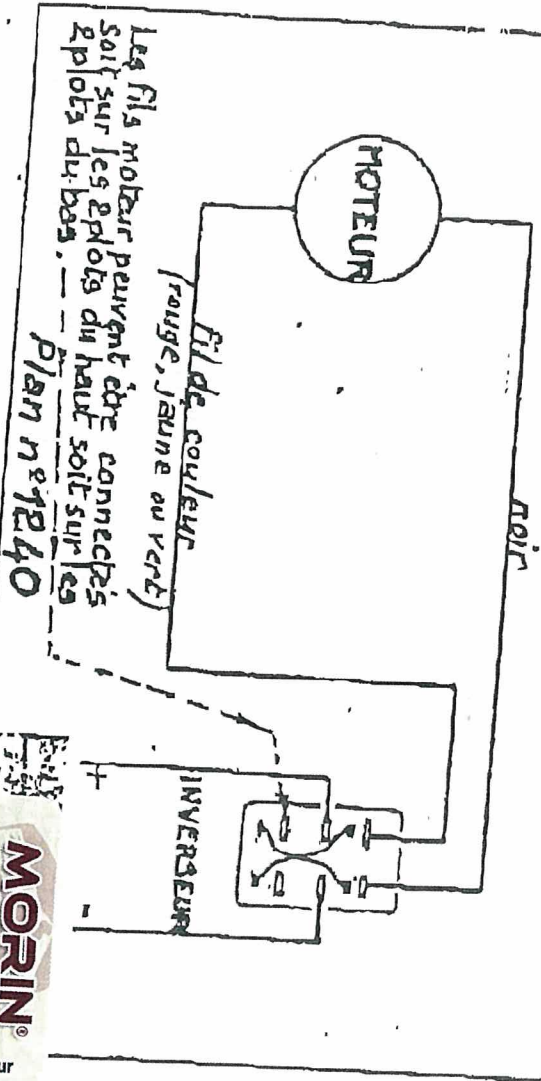 MOTEUR
noir
fil de couleur
(rouge, jaune ou vert)
Les fils moteur peuvent être connectés
soit sur les 2 plots du haut soit sur les
2 plots du bas.
Plan n° 1240
INVERSEUR
+
-
MORIN®
ur